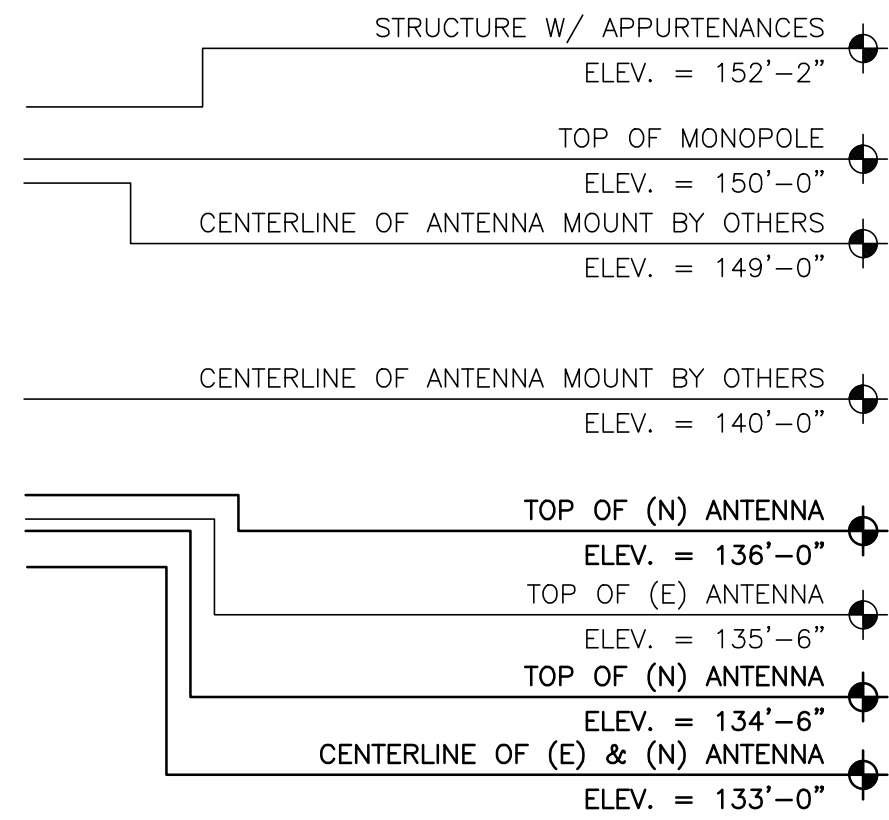 STRUCTURE W/ APPURTENANCES
ELEV. = 152'-2"
TOP OF MONOPOLE
ELEV. = 150'-0"
CENTERLINE OF ANTENNA MOUNT BY OTHERS
ELEV. = 149'-0"
CENTERLINE OF ANTENNA MOUNT BY OTHERS
ELEV. = 140'-0"
TOP OF (N) ANTENNA
ELEV. = 136'-0"
TOP OF (E) ANTENNA
ELEV. = 135'-6"
TOP OF (N) ANTENNA
ELEV. = 134'-6"
CENTERLINE OF (E) & (N) ANTENNA
ELEV. = 133'-0"